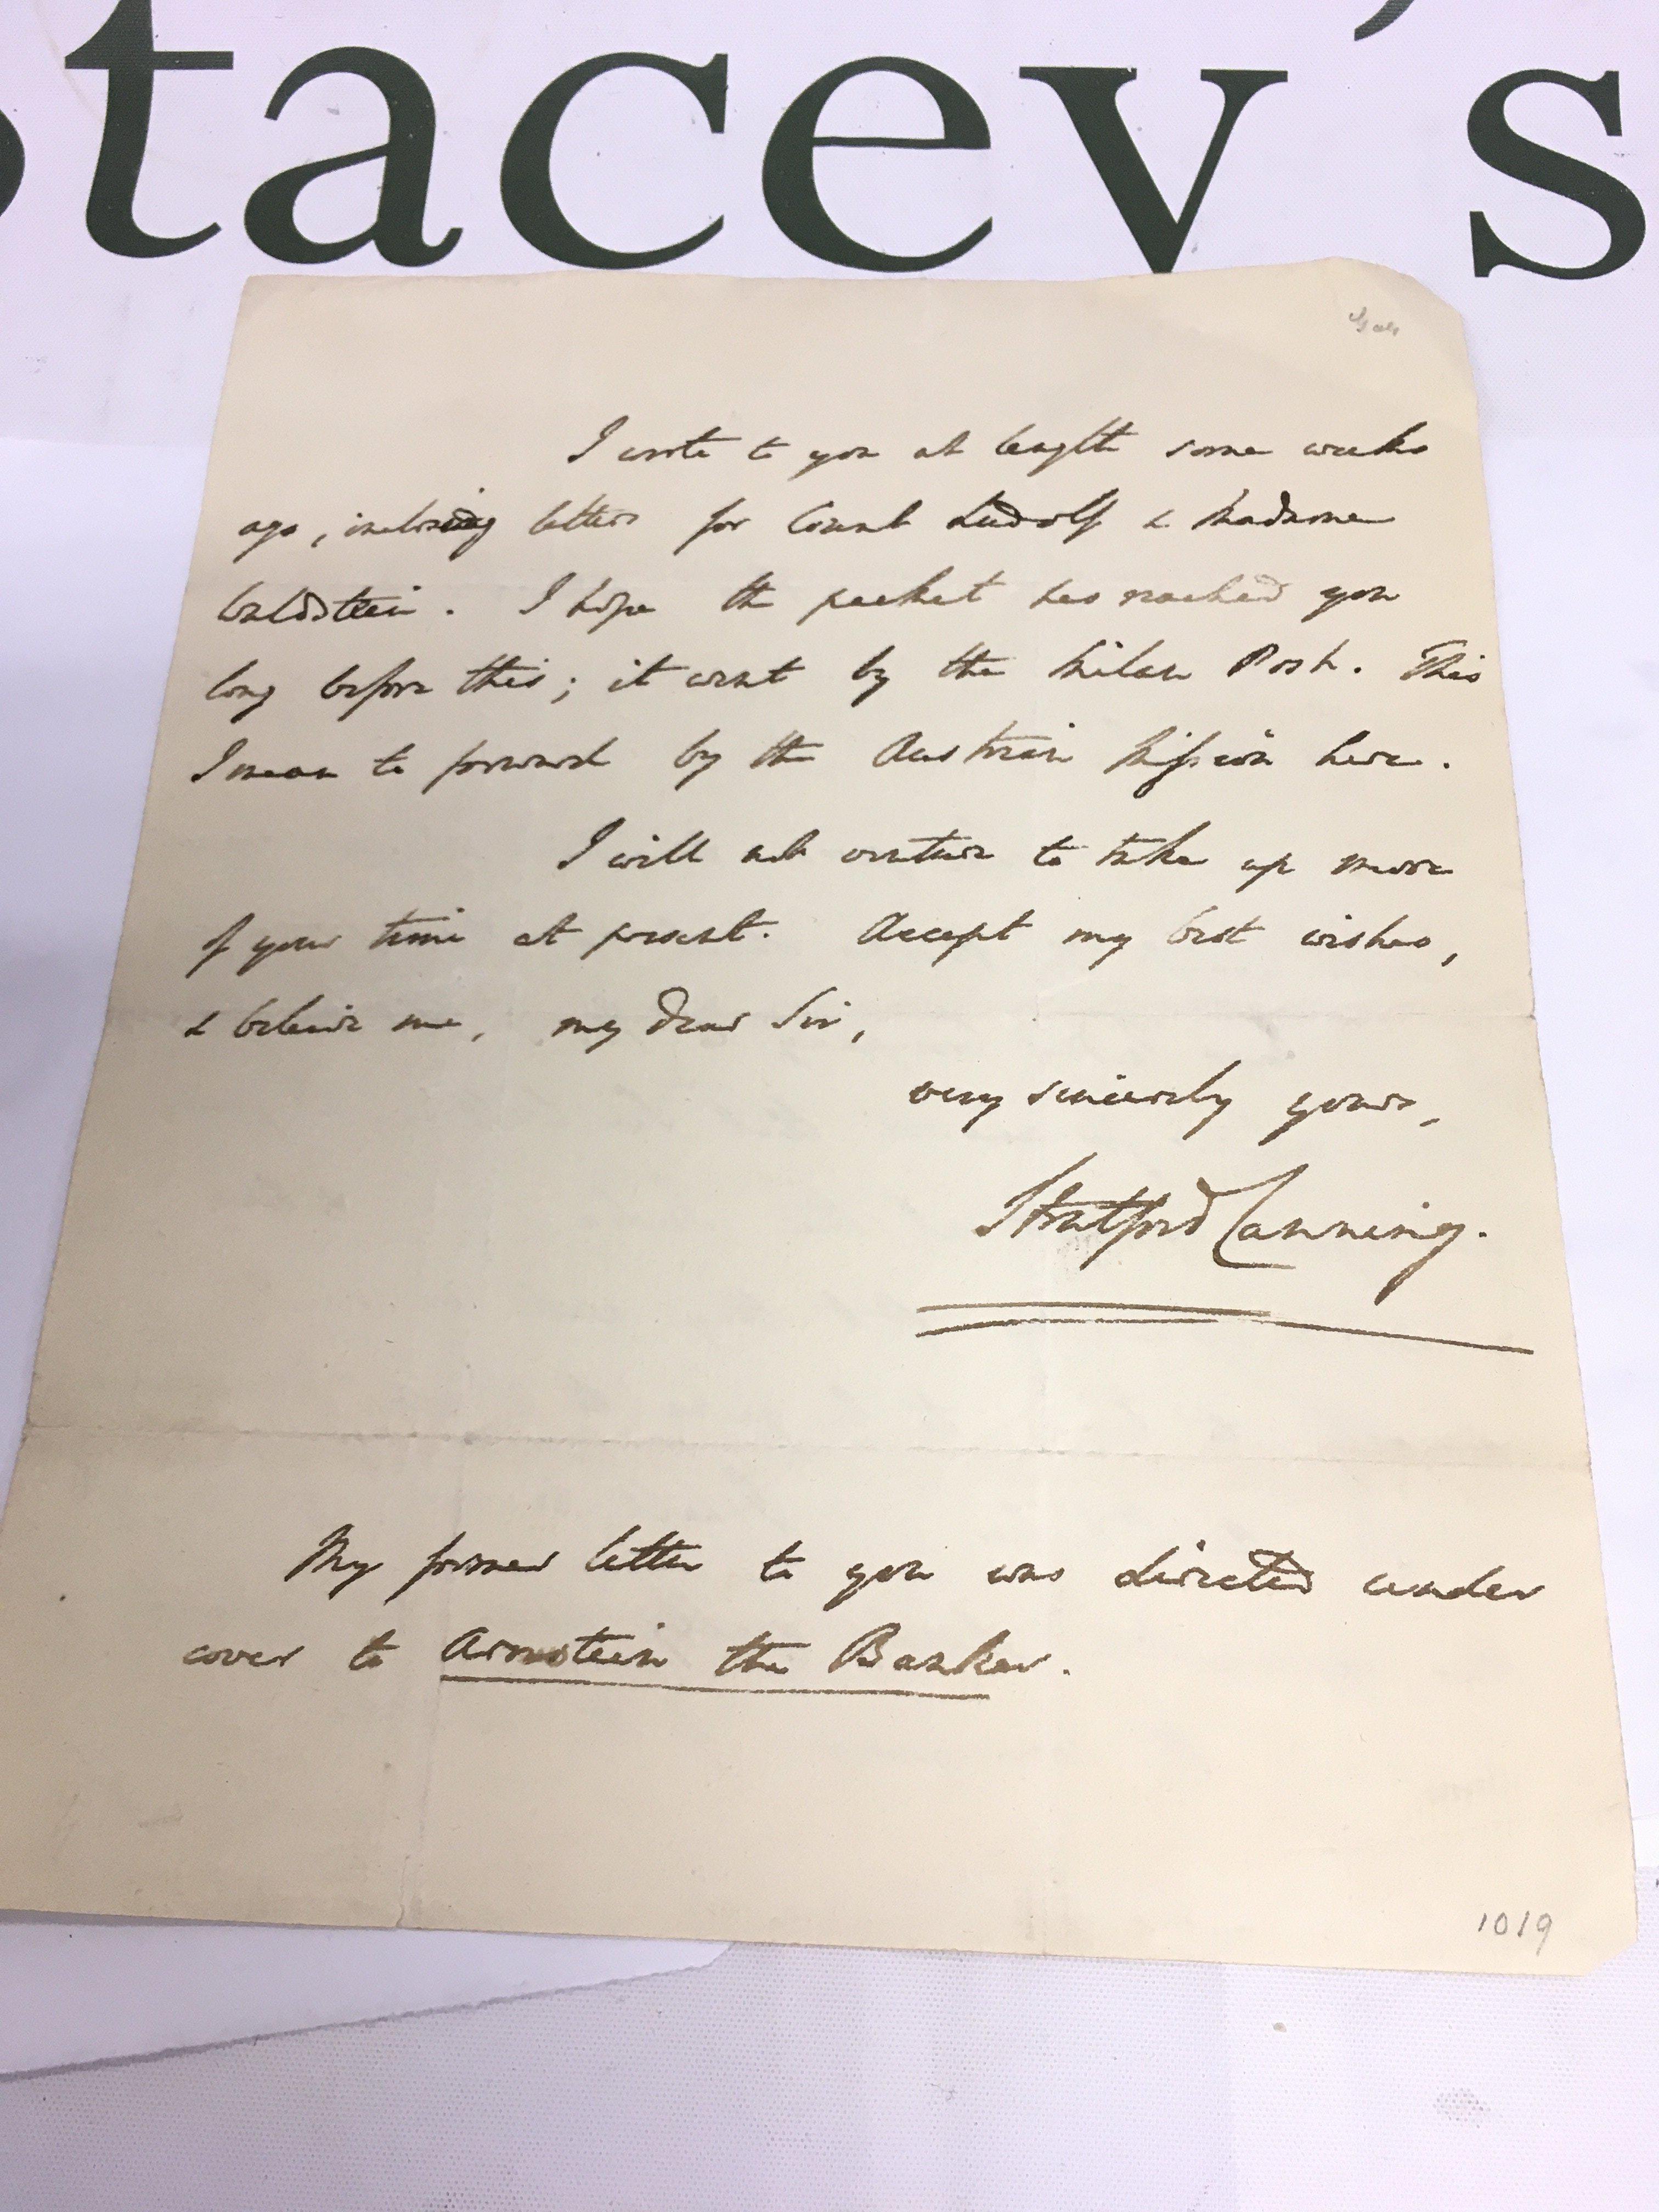 tacey's
I wrote to you at length some weeks
ago, inclosing letters for Count Ludolf & Madame
Waldstein. I hope the packet has reached you
long before this; it went by the Milan Post. This
I mean to forward by the Austrian Mission here.
I will not venture to take up more
of your time at present. Accept my best wishes,
& believe me, my dear Sir,
very sincerely yours,
Stratford Canning.
My former letter to you was directed under
cover to Arnstein the Banker.
1019